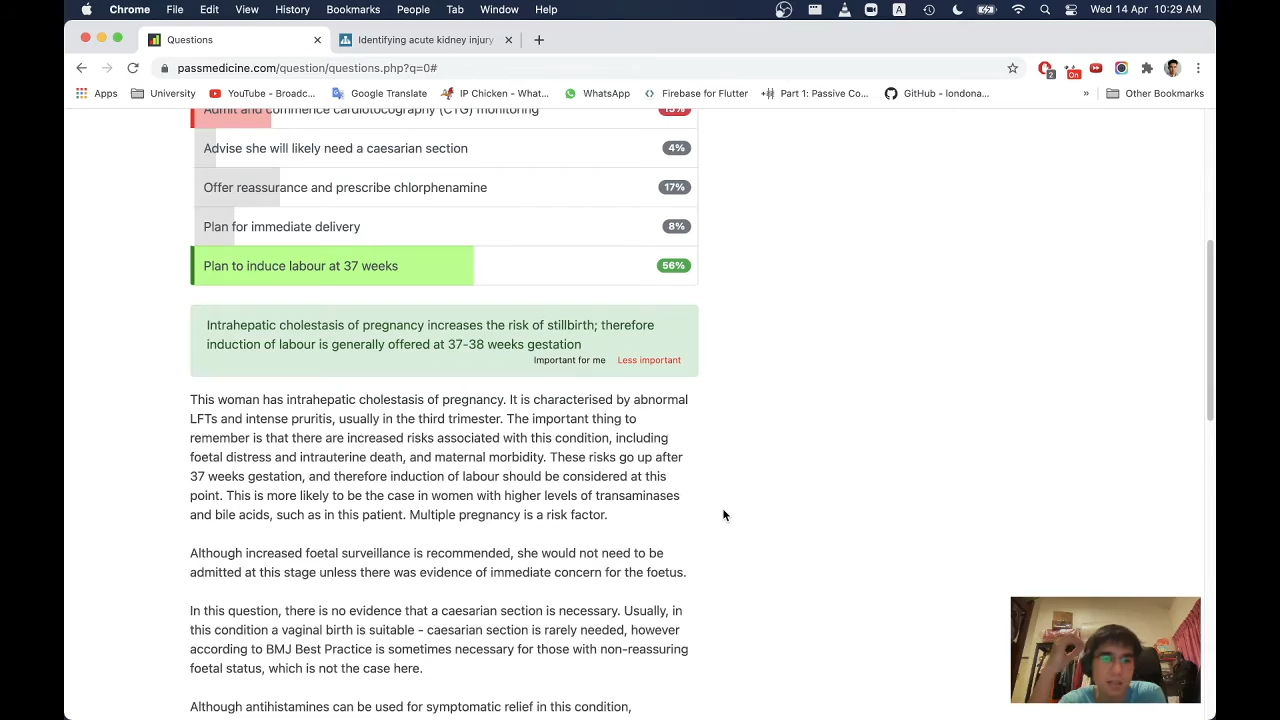 Chrome File Edit View History Bookmarks People Tab Window Help
A
Wed 14 Apr 10:29 AM
Questions
Identifying acute kidney injury
passmedicine.com/question/questions.php?q=0#
2
On
Apps University YouTube - Broadc... Google Translate IP Chicken - What... WhatsApp Firebase for Flutter Part 1: Passive Co... GitHub - londona... » Other Bookmarks
Admit and commence cardiotocography (CTG) monitoring 15%
Advise she will likely need a caesarian section 4%
Offer reassurance and prescribe chlorphenamine 17%
Plan for immediate delivery 8%
Plan to induce labour at 37 weeks 56%
Intrahepatic cholestasis of pregnancy increases the risk of stillbirth; therefore
induction of labour is generally offered at 37-38 weeks gestation
Important for me Less important
This woman has intrahepatic cholestasis of pregnancy. It is characterised by abnormal
LFTs and intense pruritis, usually in the third trimester. The important thing to
remember is that there are increased risks associated with this condition, including
foetal distress and intrauterine death, and maternal morbidity. These risks go up after
37 weeks gestation, and therefore induction of labour should be considered at this
point. This is more likely to be the case in women with higher levels of transaminases
and bile acids, such as in this patient. Multiple pregnancy is a risk factor.
Although increased foetal surveillance is recommended, she would not need to be
admitted at this stage unless there was evidence of immediate concern for the foetus.
In this question, there is no evidence that a caesarian section is necessary. Usually, in
this condition a vaginal birth is suitable - caesarian section is rarely needed, however
according to BMJ Best Practice is sometimes necessary for those with non-reassuring
foetal status, which is not the case here.
Although antihistamines can be used for symptomatic relief in this condition,